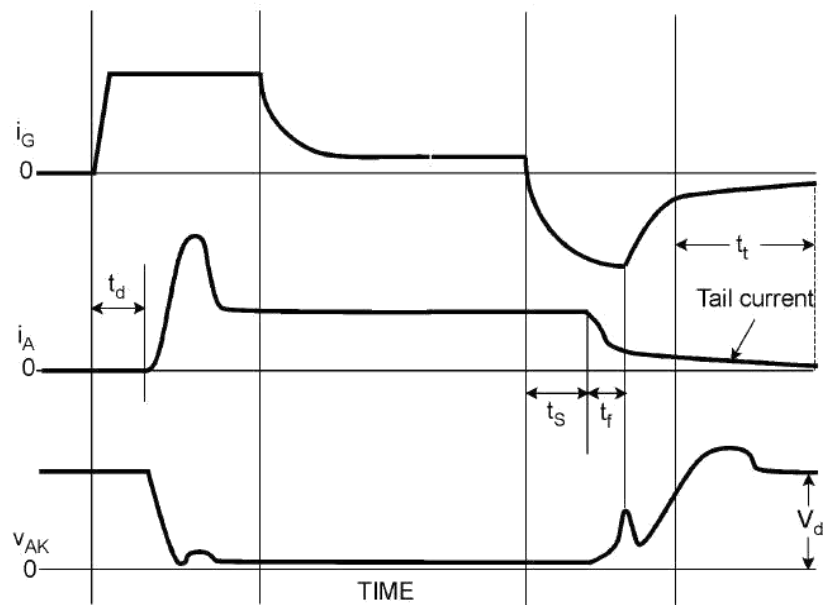 i_G
0
t_d
t_t
Tail current
i_A
0
t_S
t_f
v_AK
0
V_d
TIME